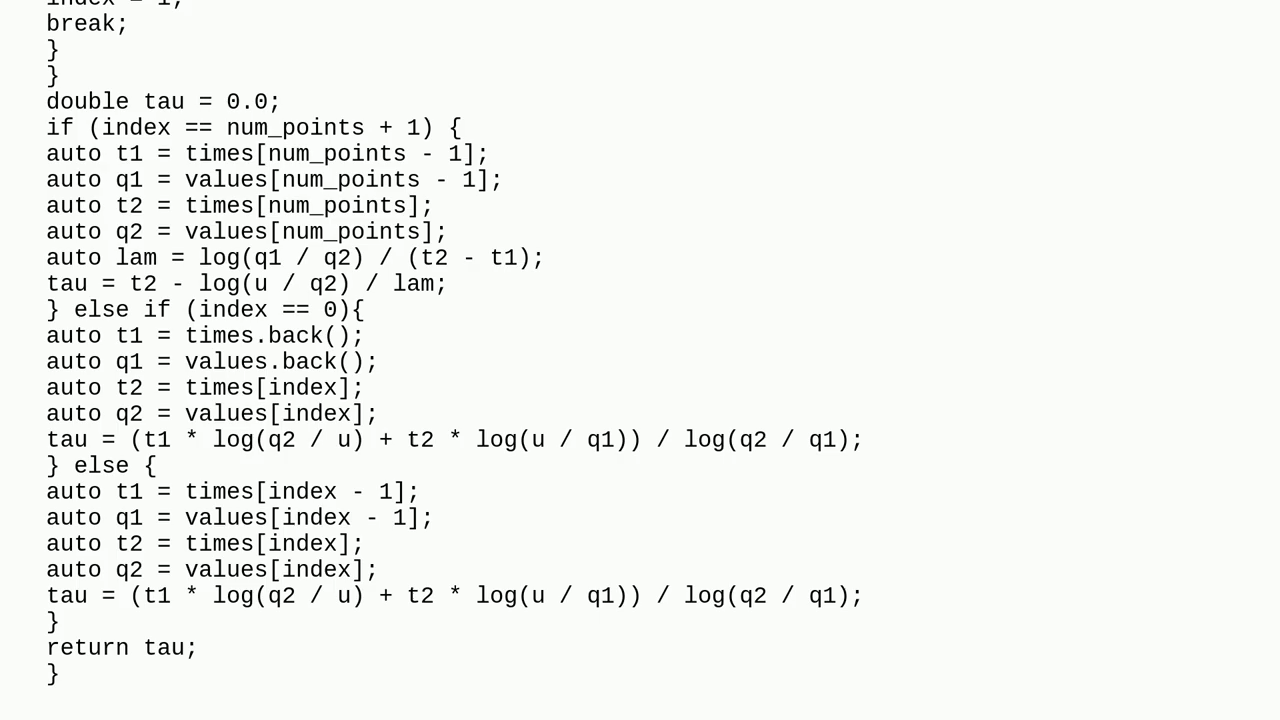 index = i;
break;
}
}
double tau = 0.0;
if (index == num_points + 1) {
auto t1 = times[num_points - 1];
auto q1 = values[num_points - 1];
auto t2 = times[num_points];
auto q2 = values[num_points];
auto lam = log(q1 / q2) / (t2 - t1);
tau = t2 - log(u / q2) / lam;
} else if (index == 0){
auto t1 = times.back();
auto q1 = values.back();
auto t2 = times[index];
auto q2 = values[index];
tau = (t1 * log(q2 / u) + t2 * log(u / q1)) / log(q2 / q1);
} else {
auto t1 = times[index - 1];
auto q1 = values[index - 1];
auto t2 = times[index];
auto q2 = values[index];
tau = (t1 * log(q2 / u) + t2 * log(u / q1)) / log(q2 / q1);
}
return tau;
}